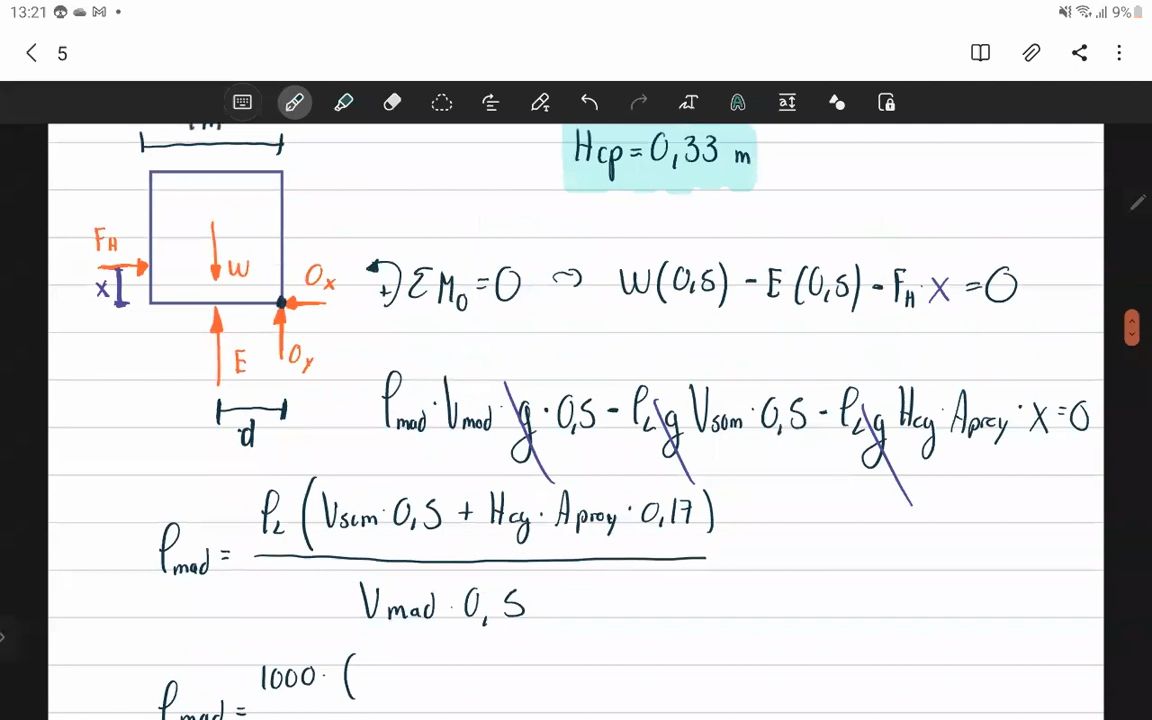 13:21 9%
5
Hcp = 0,33 m
FH
W
Ox
X
ΣMo = 0 ⇔ W(0,5) - E(0,5) - FH · X = 0
E
Oy
ρmad · Vmad · g · 0,5 - ρL g Vsum · 0,5 - ρL g Hcg Aproy · X = 0
d
ρmad = ρL (Vsum · 0,5 + Hcg · Aproy · 0,17) / Vmad · 0,5
1000 · (
ρmad =